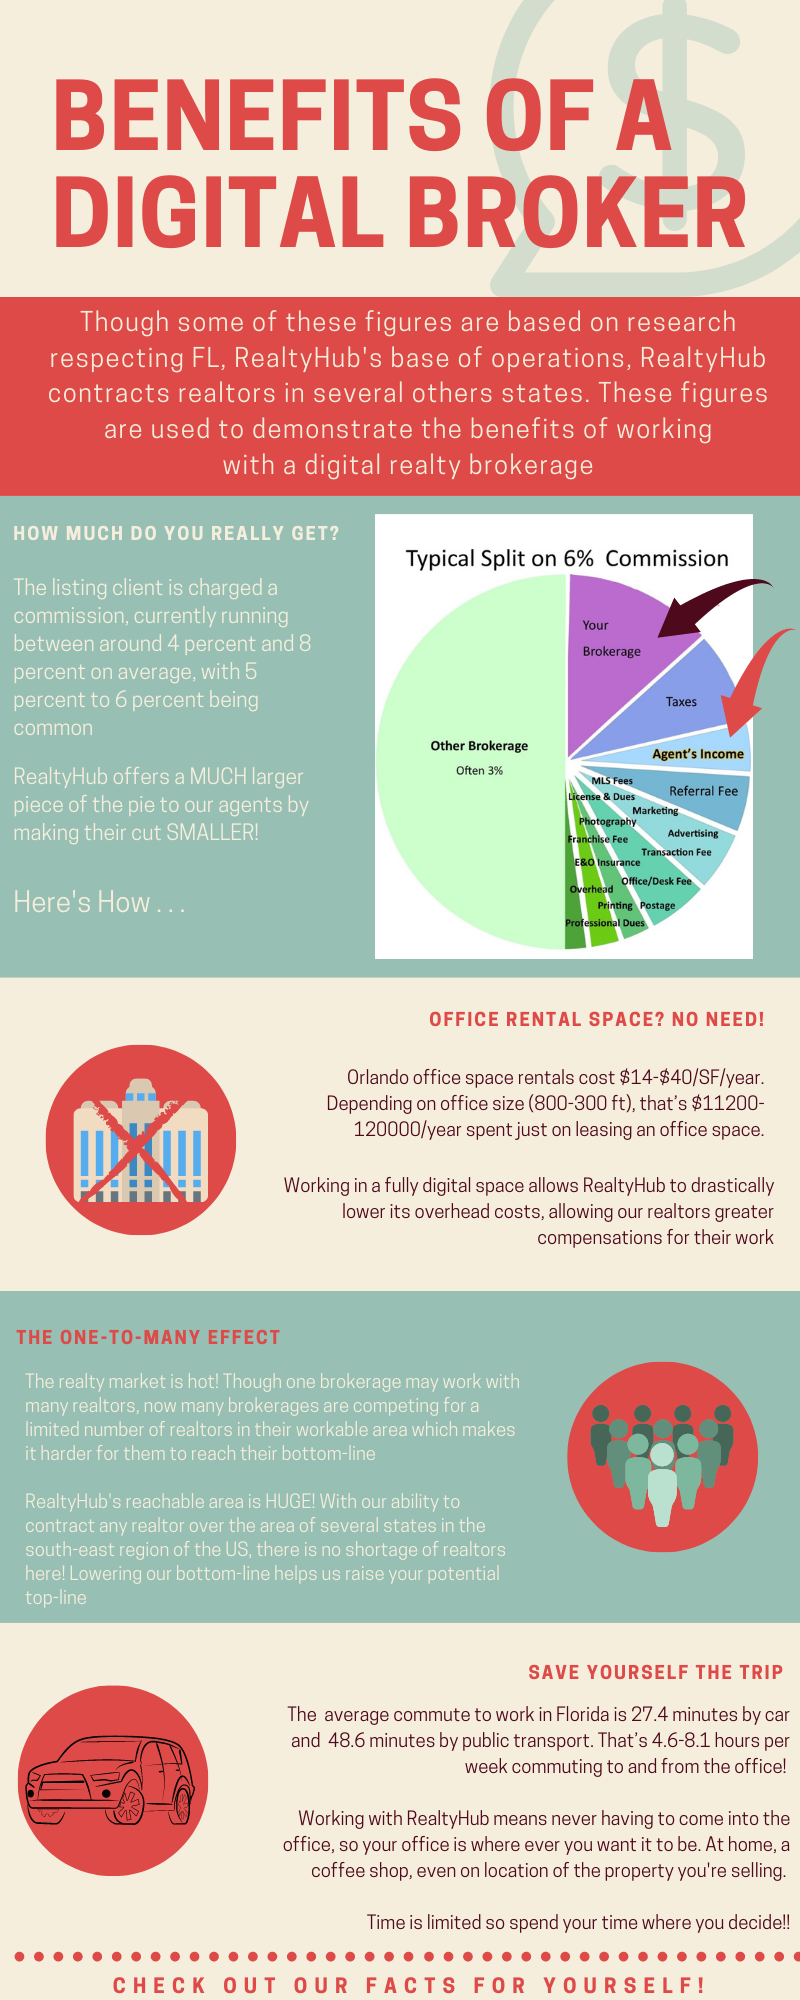 BENEFITS OF A
DIGITAL BROKER
Though some of these figures are based on research
respecting FL, RealtyHub's base of operations, RealtyHub
contracts realtors in several others states. These figures
are used to demonstrate the benefits of working
with a digital realty brokerage
HOW MUCH DO YOU REALLY GET?
The listing client is charged a
commission, currently running
between around 4 percent and 8
percent on average, with 5
percent to 6 percent being
common
RealtyHub offers a MUCH larger
piece of the pie to our agents by
making their cut SMALLER!
Here's How . . .
Typical Split on 6% Commission
Your
Brokerage
Taxes
Other Brokerage
Often 3%
Agent's Income
MLS Fees
Referral Fee
License & Dues
Marketing
Photography
Advertising
Franchise Fee
Transaction Fee
E&O Insurance
Office/Desk Fee
Overhead
Printing
Postage
Professional Dues
OFFICE RENTAL SPACE? NO NEED!
Orlando office space rentals cost $14-$40/SF/year.
Depending on office size (800-300 ft), that’s $11200-
120000/year spent just on leasing an office space.
Working in a fully digital space allows RealtyHub to drastically
lower its overhead costs, allowing our realtors greater
compensations for their work
THE ONE-TO-MANY EFFECT
The realty market is hot! Though one brokerage may work with
many realtors, now many brokerages are competing for a
limited number of realtors in their workable area which makes
it harder for them to reach their bottom-line
RealtyHub's reachable area is HUGE! With our ability to
contract any realtor over the area of several states in the
south-east region of the US, there is no shortage of realtors
here! Lowering our bottom-line helps us raise your potential
top-line
SAVE YOURSELF THE TRIP
The average commute to work in Florida is 27.4 minutes by car
and 48.6 minutes by public transport. That’s 4.6-8.1 hours per
week commuting to and from the office!
Working with RealtyHub means never having to come into the
office, so your office is where ever you want it to be. At home, a
coffee shop, even on location of the property you're selling.
Time is limited so spend your time where you decide!!
CHECK OUT OUR FACTS FOR YOURSELF!